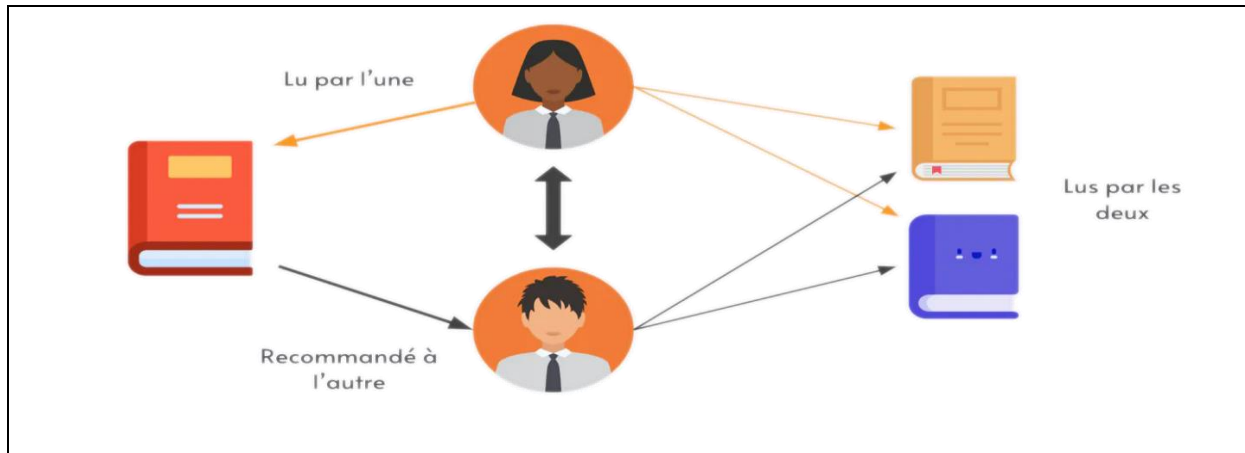 Lu par l'une
Lus par les
deux
Recommandé à
l'autre